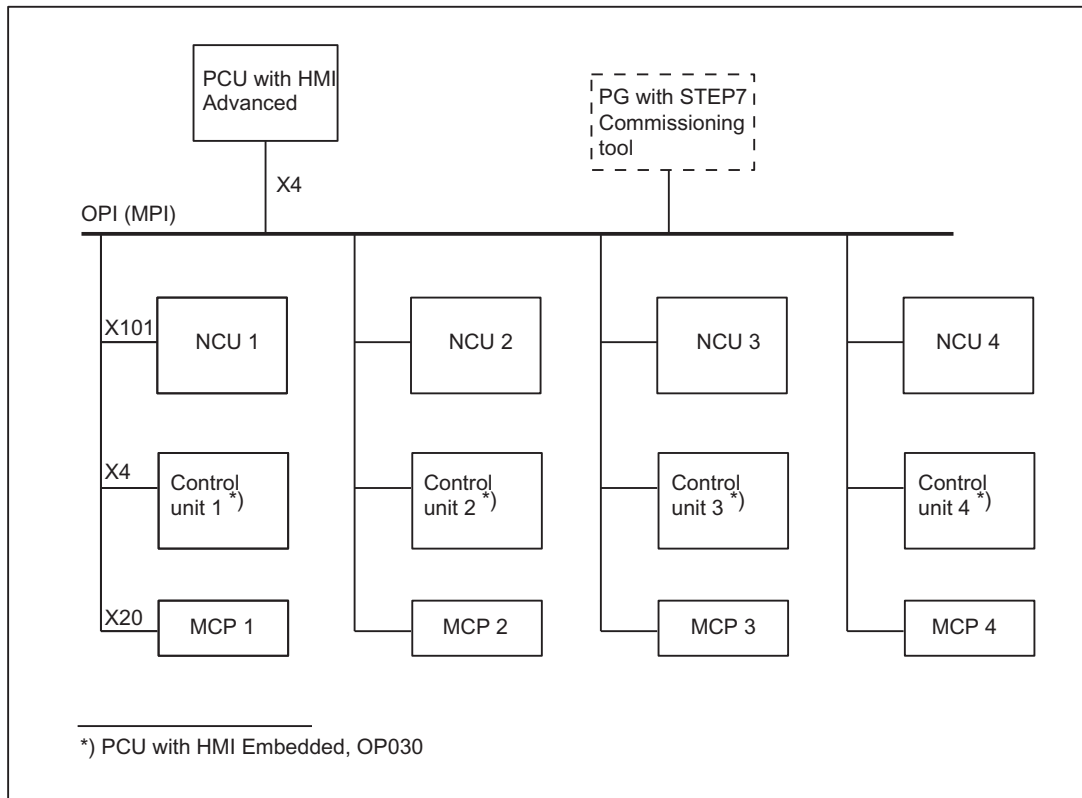 PCU with HMI
Advanced
PG with STEP7
Commissioning
tool
X4
OPI (MPI)
X101
NCU 1
NCU 2
NCU 3
NCU 4
X4
Control
unit 1 *)
Control
unit 2 *)
Control
unit 3 *)
Control
unit 4 *)
X20
MCP 1
MCP 2
MCP 3
MCP 4
*) PCU with HMI Embedded, OP030